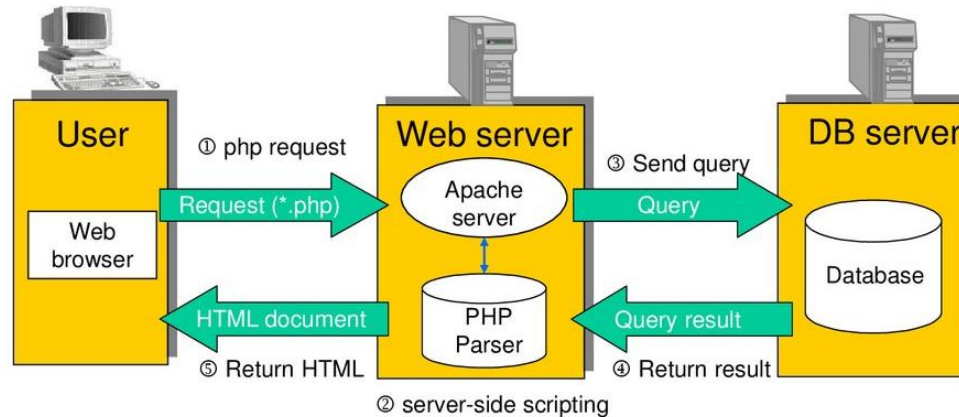 User
① php request
Request (*.php)
Web
browser
HTML document
⑤ Return HTML
Web server
Apache
server
PHP
Parser
② server-side scripting
③ Send query
Query
Query result
④ Return result
DB server
Database